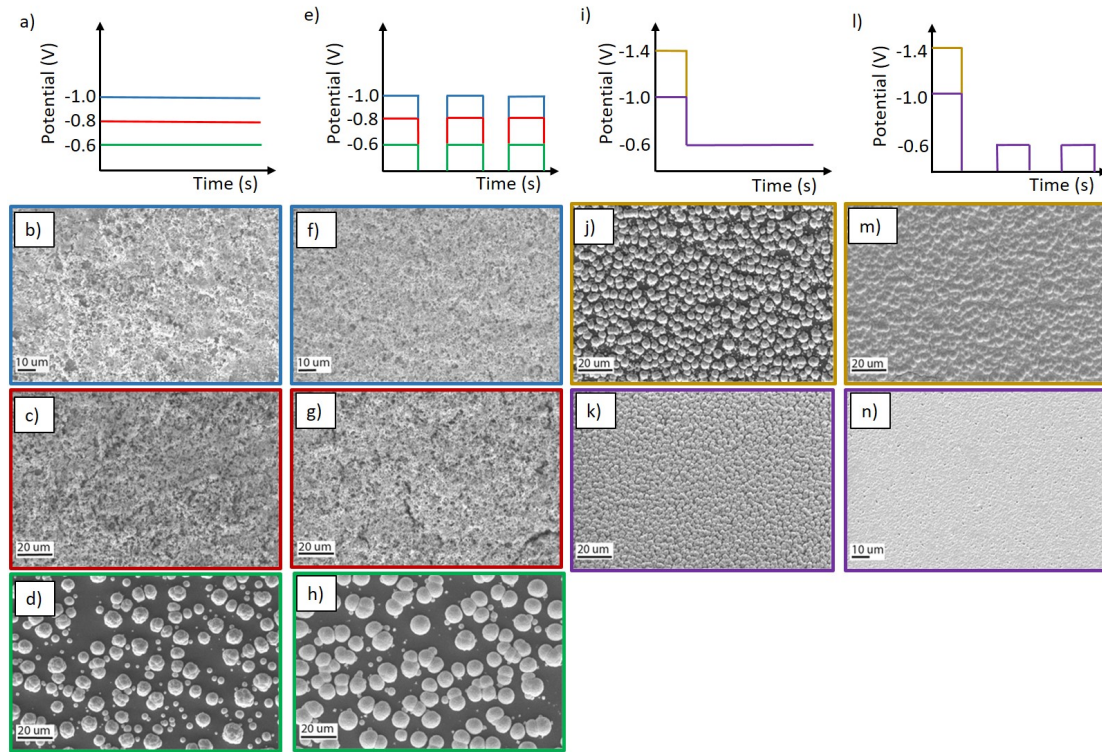 a)
Potential (V)
-1.0
-0.8
-0.6
Time (s)
e)
Potential (V)
-1.0
-0.8
-0.6
Time (s)
i)
Potential (V)
-1.4
-1.0
-0.6
Time (s)
l)
Potential (V)
-1.4
-1.0
-0.6
Time (s)
b)
10 um
f)
10 um
j)
20 um
m)
20 um
c)
20 um
g)
20 um
k)
20 um
n)
10 um
d)
20 um
h)
20 um